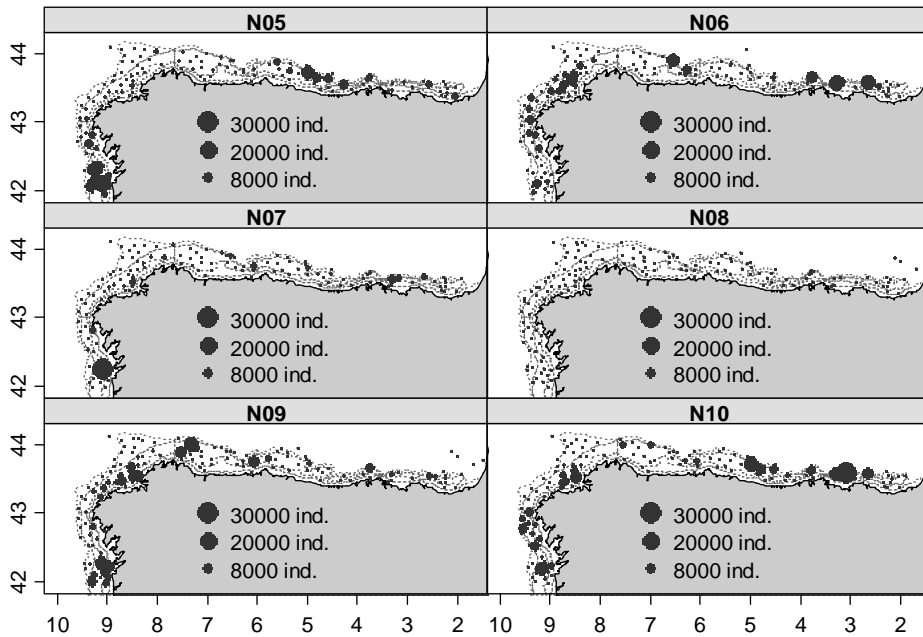 N05 N06
44
43
42
30000 ind. 30000 ind.
20000 ind. 20000 ind.
8000 ind. 8000 ind.
N07 N08
44
43
42
30000 ind. 30000 ind.
20000 ind. 20000 ind.
8000 ind. 8000 ind.
N09 N10
44
43
42
30000 ind. 30000 ind.
20000 ind. 20000 ind.
8000 ind. 8000 ind.
10 9 8 7 6 5 4 3 2 10 9 8 7 6 5 4 3 2